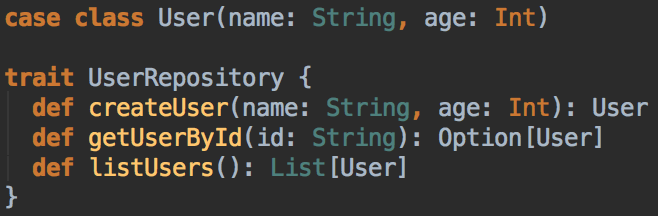 case class User(name: String, age: Int)
trait UserRepository {
  def createUser(name: String, age: Int): User
  def getUserById(id: String): Option[User]
  def listUsers(): List[User]
}